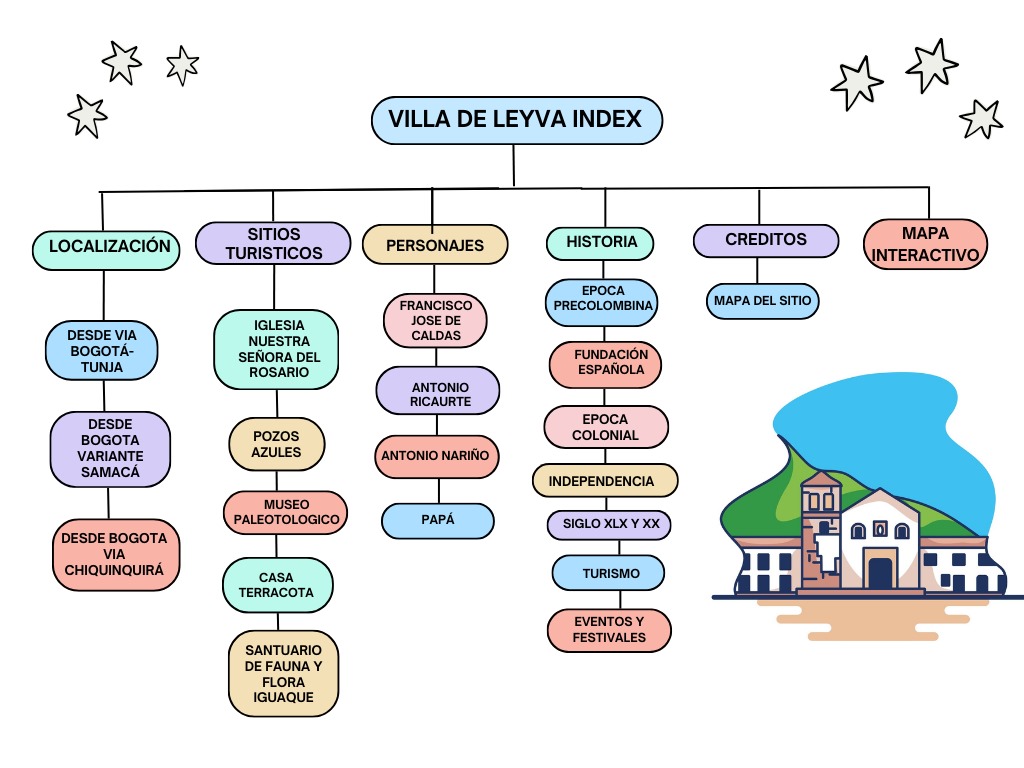 VILLA DE LEYVA INDEX
LOCALIZACIÓN
DESDE VIA
BOGOTÁ-
TUNJA
DESDE
BOGOTA
VARIANTE
SAMACÁ
DESDE BOGOTA
VIA
CHIQUINQUIRÁ
SITIOS
TURISTICOS
IGLESIA
NUESTRA
SEÑORA DEL
ROSARIO
POZOS
AZULES
MUSEO
PALEOTOLOGICO
CASA
TERRACOTA
SANTUARIO
DE FAUNA Y
FLORA
IGUAQUE
PERSONAJES
FRANCISCO
JOSE DE
CALDAS
ANTONIO
RICAURTE
ANTONIO NARIÑO
PAPÁ
HISTORIA
EPOCA
PRECOLOMBINA
FUNDACIÓN
ESPAÑOLA
EPOCA
COLONIAL
INDEPENDENCIA
SIGLO XLX Y XX
TURISMO
EVENTOS Y
FESTIVALES
CREDITOS
MAPA DEL SITIO
MAPA
INTERACTIVO